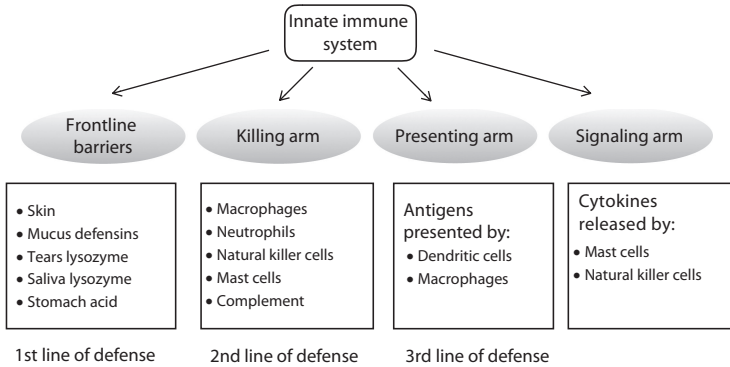 Innate immune
system
Frontline
barriers
Killing arm
Presenting arm
Signaling arm
• Skin
• Mucus defensins
• Tears lysozyme
• Saliva lysozyme
• Stomach acid
• Macrophages
• Neutrophils
• Natural killer cells
• Mast cells
• Complement
Antigens
presented by:
• Dendritic cells
• Macrophages
Cytokines
released by:
• Mast cells
• Natural killer cells
1st line of defense
2nd line of defense
3rd line of defense